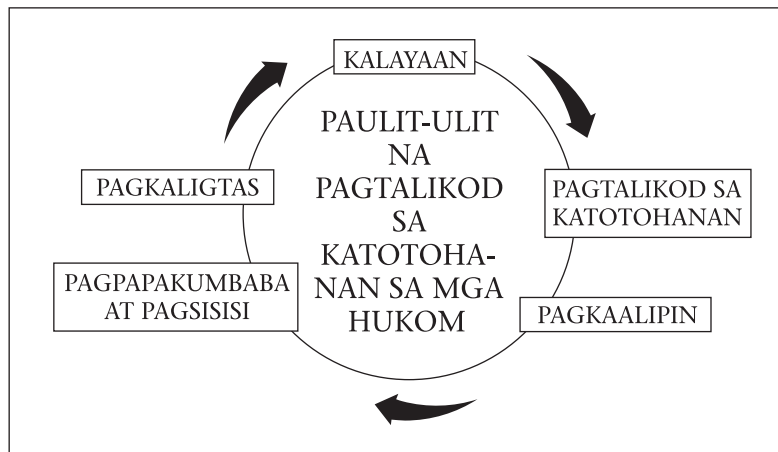 KALAYAAN
PAULIT-ULIT
NA
PAGTALIKOD
SA
KATOTOHA-
NAN SA MGA
HUKOM
PAGTALIKOD SA
KATOTOHANAN
PAGKAALIPIN
PAGPAPAKUMBABA
AT PAGSISISI
PAGKALIGTAS